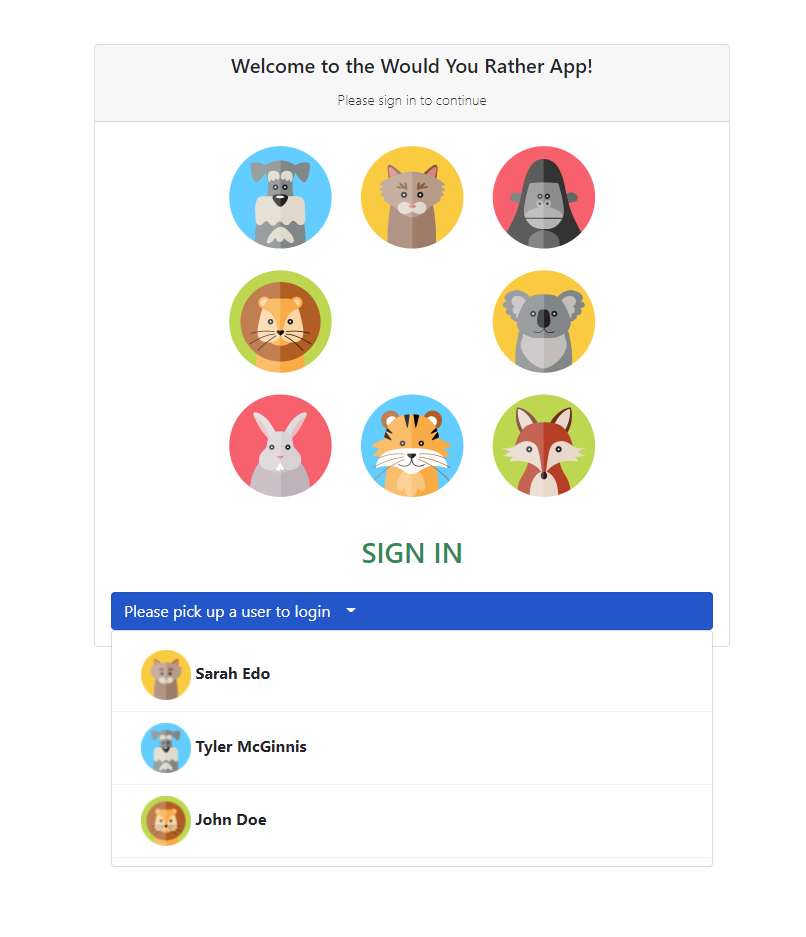 Welcome to the Would You Rather App!
Please sign in to continue
SIGN IN
Please pick up a user to login
Sarah Edo
Tyler McGinnis
John Doe